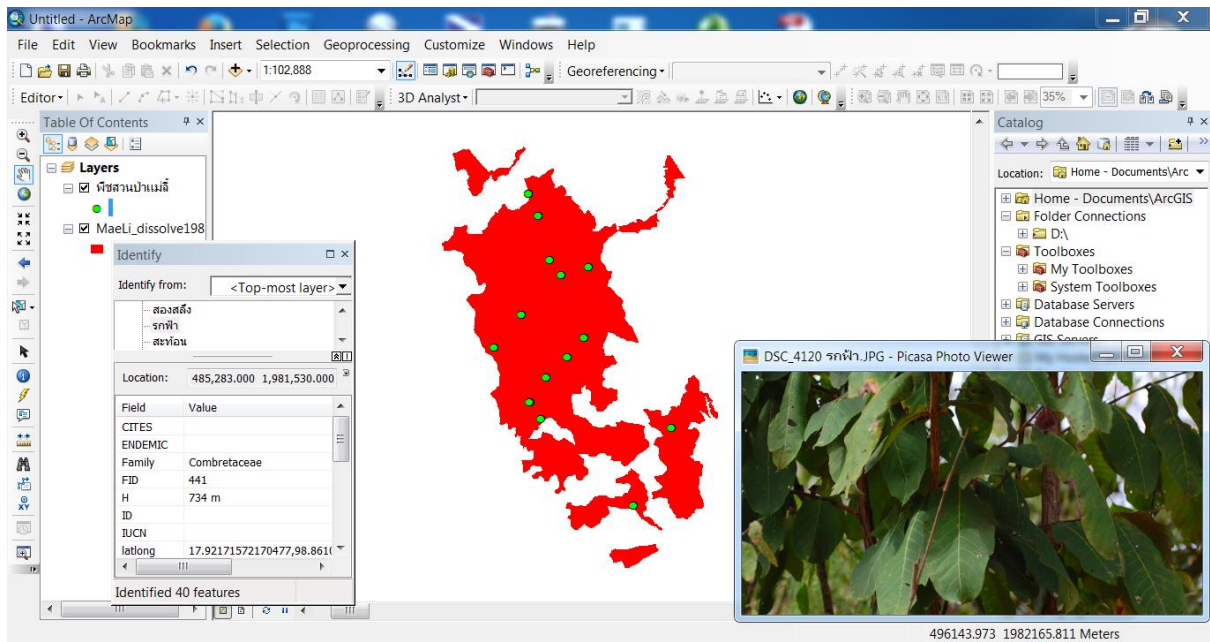 Untitled - ArcMap
File Edit View Bookmarks Insert Selection Geoprocessing Customize Windows Help
1:102,888
Georeferencing
Editor
3D Analyst
35%
Table Of Contents
Layers
พืชสวนป่าแม่ลี้
MaeLi_dissolve198
Identify
Identify from:
<Top-most layer>
สองสลึง
รกฟ้า
สะท้อน
Location:
485,283.000 1,981,530.000
Field Value
CITES
ENDEMIC
Family Combretaceae
FID 441
H 734 m
ID
IUCN
latlong 17.92171572170477,98.8610
Identified 40 features
Catalog
Location: Home - Documents\Arc
Home - Documents\ArcGIS
Folder Connections
D:\
Toolboxes
My Toolboxes
System Toolboxes
Database Servers
Database Connections
GIS Servers
DSC_4120 รกฟ้า.JPG - Picasa Photo Viewer
496143.973 1982165.811 Meters